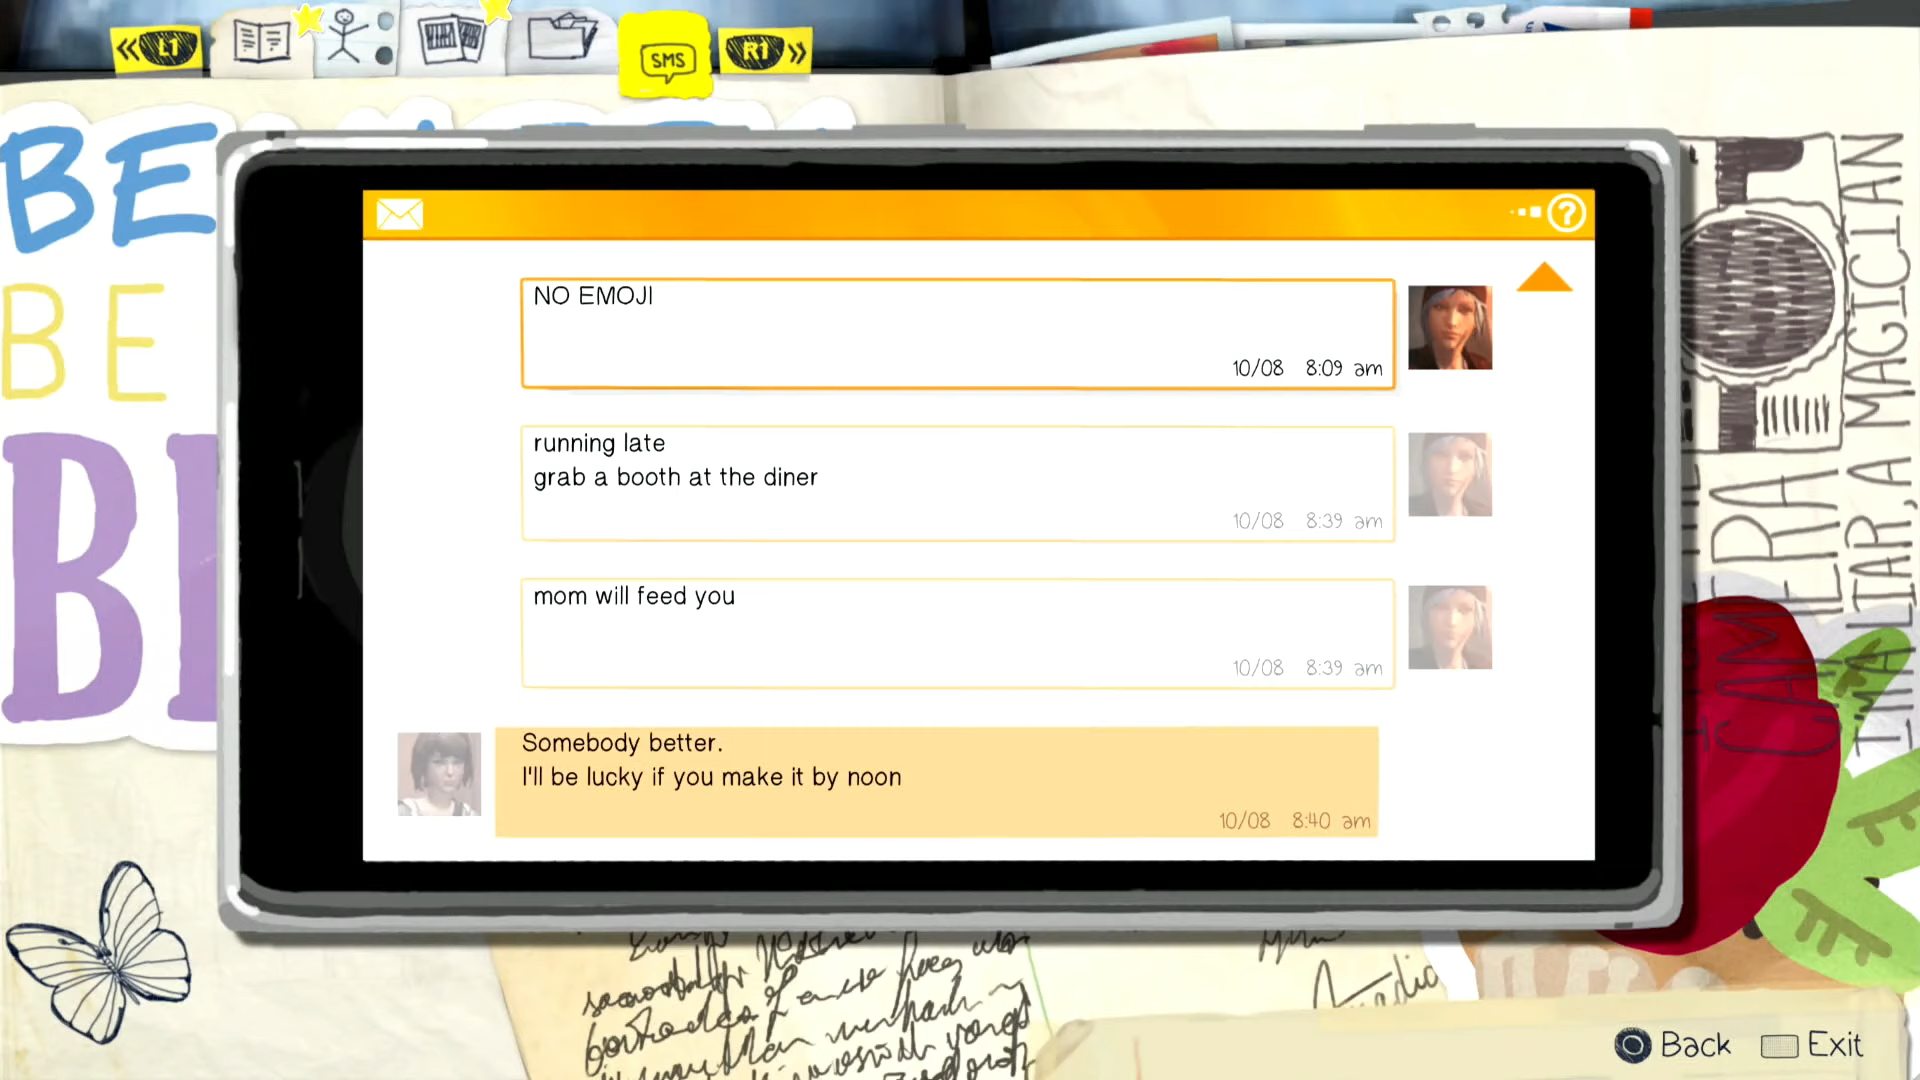 L1
SMS
R1
BE
BE
NO EMOJI
10/08 8:09 am
running late
grab a booth at the diner
10/08 8:39 am
mom will feed you
10/08 8:39 am
Somebody better.
I'll be lucky if you make it by noon
10/08 8:40 am
CAMERA
LIAR, A MAGICIAN
Back
Exit